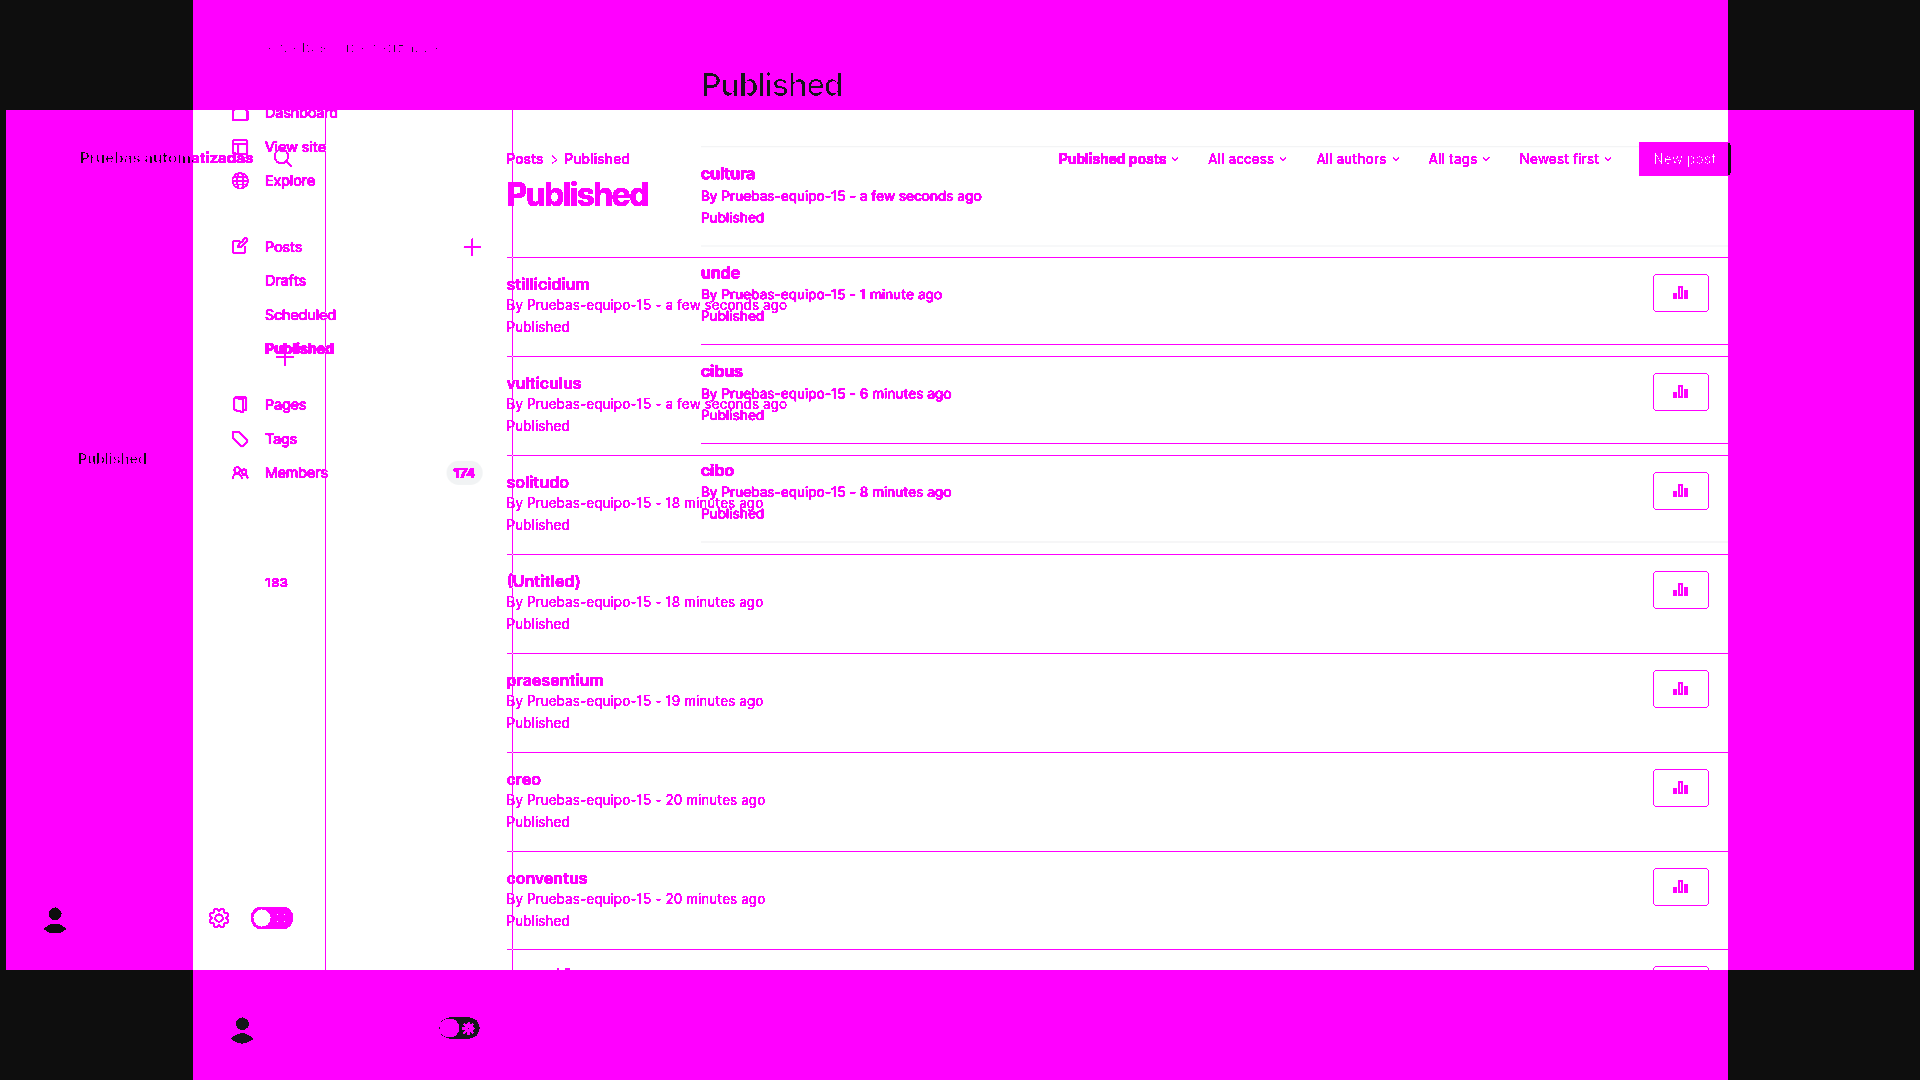 Published
Dashboard
View site
Pruebas automatizadas
Explore
Posts
Drafts
Scheduled
Published
Pages
Tags
Members
174
Published
183
Posts > Published
Published
Published posts
All access
All authors
All tags
Newest first
New post
cultura
By Pruebas-equipo-15 - a few seconds ago
Published
unde
By Pruebas-equipo-15 - 1 minute ago
Published
stillicidium
By Pruebas-equipo-15 - a few seconds ago
Published
cibus
By Pruebas-equipo-15 - 6 minutes ago
Published
vulticulus
By Pruebas-equipo-15 - a few seconds ago
Published
cibo
By Pruebas-equipo-15 - 8 minutes ago
Published
solitudo
By Pruebas-equipo-15 - 18 minutes ago
Published
(Untitled)
By Pruebas-equipo-15 - 18 minutes ago
Published
praesentium
By Pruebas-equipo-15 - 19 minutes ago
Published
creo
By Pruebas-equipo-15 - 20 minutes ago
Published
conventus
By Pruebas-equipo-15 - 20 minutes ago
Published